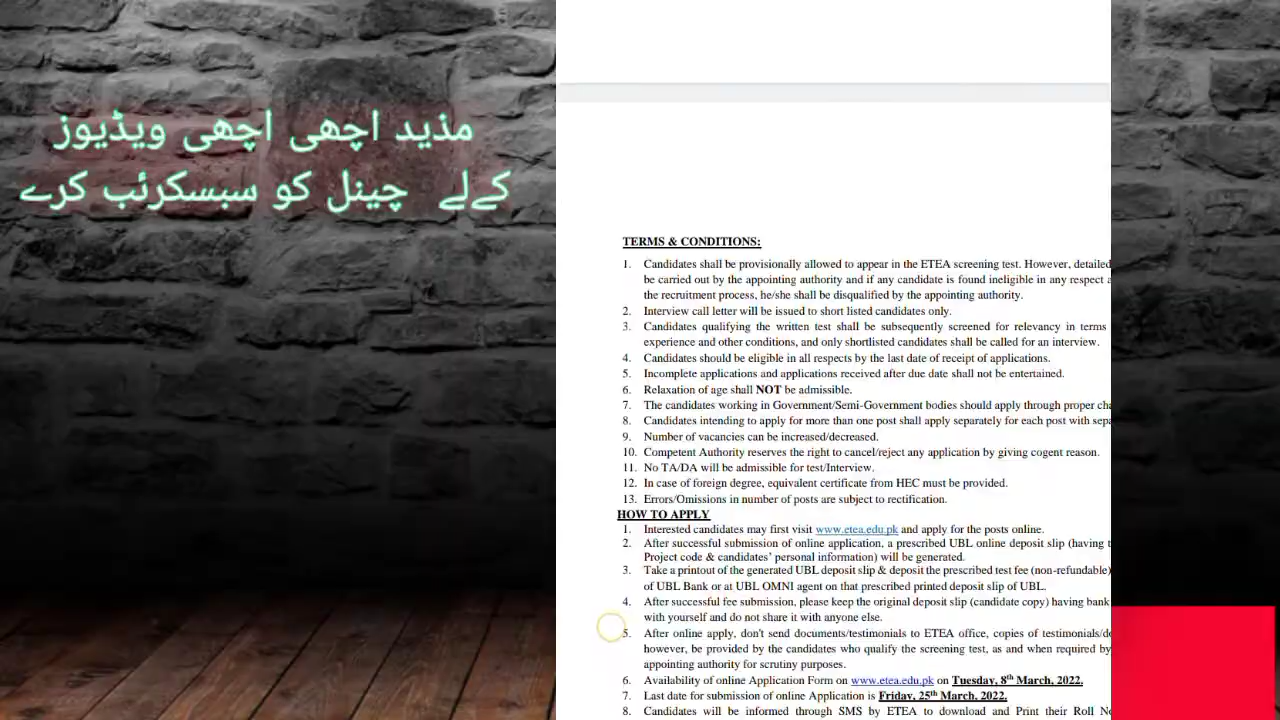 مذید اچھی اچھی ویڈیوز
کےلے چینل کو سبسکرئب کرے
TERMS & CONDITIONS:
1. Candidates shall be provisionally allowed to appear in the ETEA screening test. However, detailed
be carried out by the appointing authority and if any candidate is found ineligible in any respect a
the recruitment process, he/she shall be disqualified by the appointing authority.
2. Interview call letter will be issued to short listed candidates only.
3. Candidates qualifying the written test shall be subsequently screened for relevancy in terms
experience and other conditions, and only shortlisted candidates shall be called for an interview.
4. Candidates should be eligible in all respects by the last date of receipt of applications.
5. Incomplete applications and applications received after due date shall not be entertained.
6. Relaxation of age shall NOT be admissible.
7. The candidates working in Government/Semi-Government bodies should apply through proper cha
8. Candidates intending to apply for more than one post shall apply separately for each post with sepa
9. Number of vacancies can be increased/decreased.
10. Competent Authority reserves the right to cancel/reject any application by giving cogent reason.
11. No TA/DA will be admissible for test/Interview.
12. In case of foreign degree, equivalent certificate from HEC must be provided.
13. Errors/Omissions in number of posts are subject to rectification.
HOW TO APPLY
1. Interested candidates may first visit www.etea.edu.pk and apply for the posts online.
2. After successful submission of online application, a prescribed UBL online deposit slip (having t
Project code & candidates' personal information) will be generated.
3. Take a printout of the generated UBL deposit slip & deposit the prescribed test fee (non-refundable)
of UBL Bank or at UBL OMNI agent on that prescribed printed deposit slip of UBL.
4. After successful fee submission, please keep the original deposit slip (candidate copy) having bank
with yourself and do not share it with anyone else.
5. After online apply, don't send documents/testimonials to ETEA office, copies of testimonials/do
however, be provided by the candidates who qualify the screening test, as and when required by
appointing authority for scrutiny purposes.
6. Availability of online Application Form on www.etea.edu.pk on Tuesday, 8th March, 2022.
7. Last date for submission of online Application is Friday, 25th March, 2022.
8. Candidates will be informed through SMS by ETEA to download and Print their Roll N